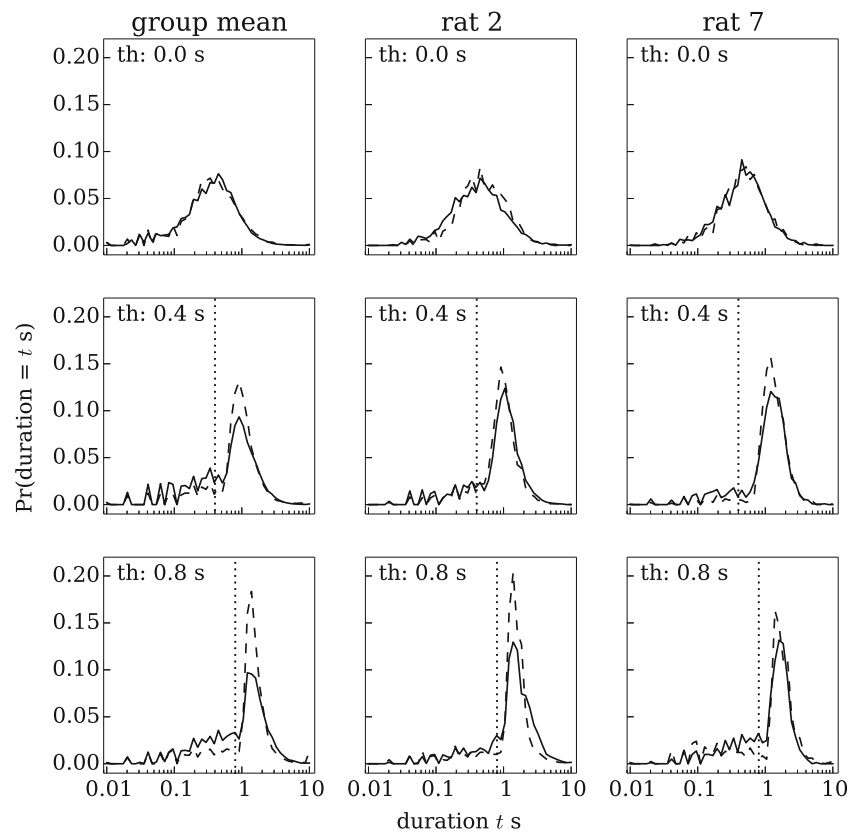 group mean rat 2 rat 7
th: 0.0 s th: 0.0 s th: 0.0 s
0.20
0.15
0.10
0.05
0.00
th: 0.4 s th: 0.4 s th: 0.4 s
0.20
0.15
0.10
0.05
0.00
Pr(duration = t s)
th: 0.8 s th: 0.8 s th: 0.8 s
0.20
0.15
0.10
0.05
0.00
0.01 0.1 1 10 0.01 0.1 1 10 0.01 0.1 1 10
duration t s